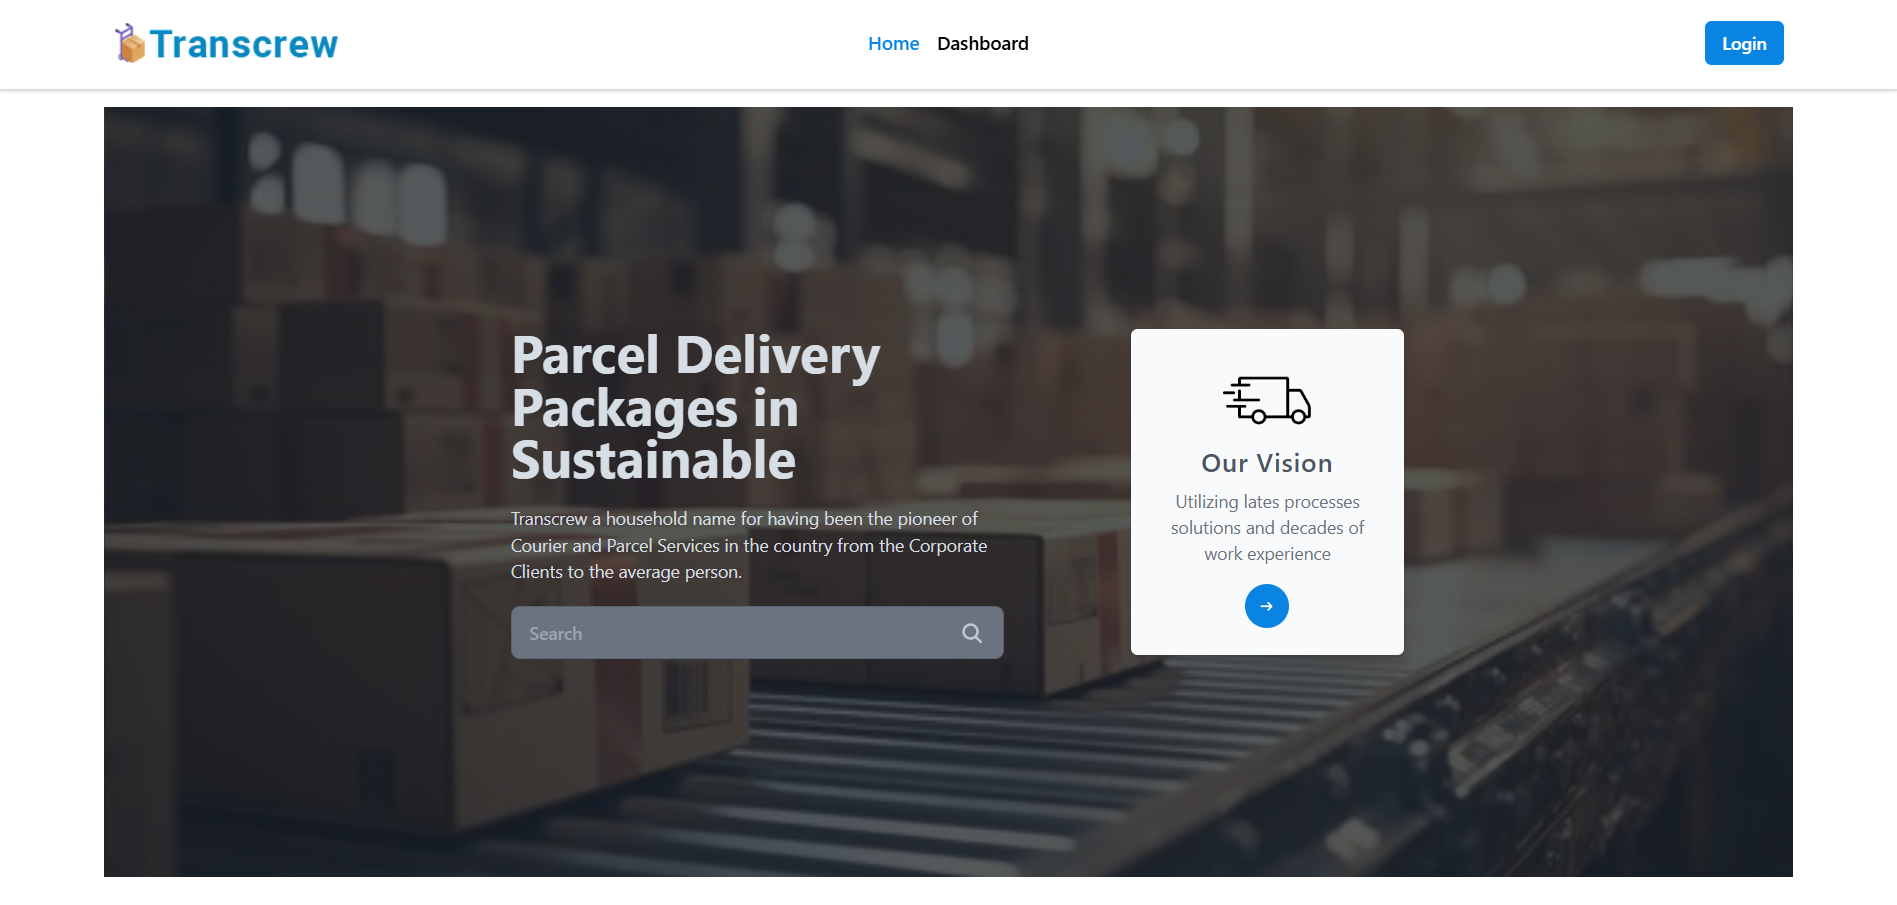 Transcrew
Home Dashboard
Login
Parcel Delivery
Packages in
Sustainable
Transcrew a household name for having been the pioneer of
Courier and Parcel Services in the country from the Corporate
Clients to the average person.
Search
Our Vision
Utilizing lates processes
solutions and decades of
work experience